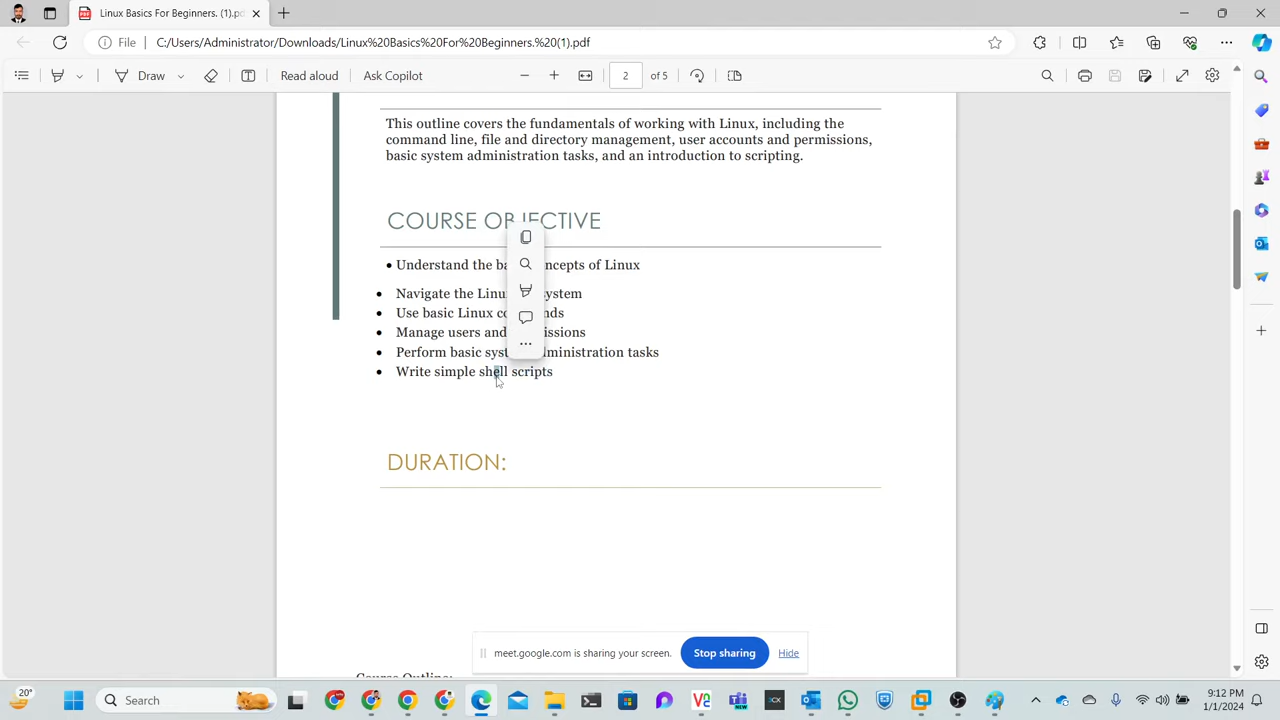 Linux Basics For Beginners. (1).pd
File
C:/Users/Administrator/Downloads/Linux%20Basics%20For%20Beginners.%20(1).pdf
Draw
Read aloud
Ask Copilot
2
of 5
This outline covers the fundamentals of working with Linux, including the
command line, file and directory management, user accounts and permissions,
basic system administration tasks, and an introduction to scripting.
COURSE OBJECTIVE
• Understand the ba ncepts of Linux
• Navigate the Linu system
• Use basic Linux co nds
• Manage users and issions
• Perform basic syst ministration tasks
• Write simple shell scripts
DURATION:
meet.google.com is sharing your screen.
Stop sharing
Hide
Course Outline:
20°
Search
9:12 PM
1/1/2024